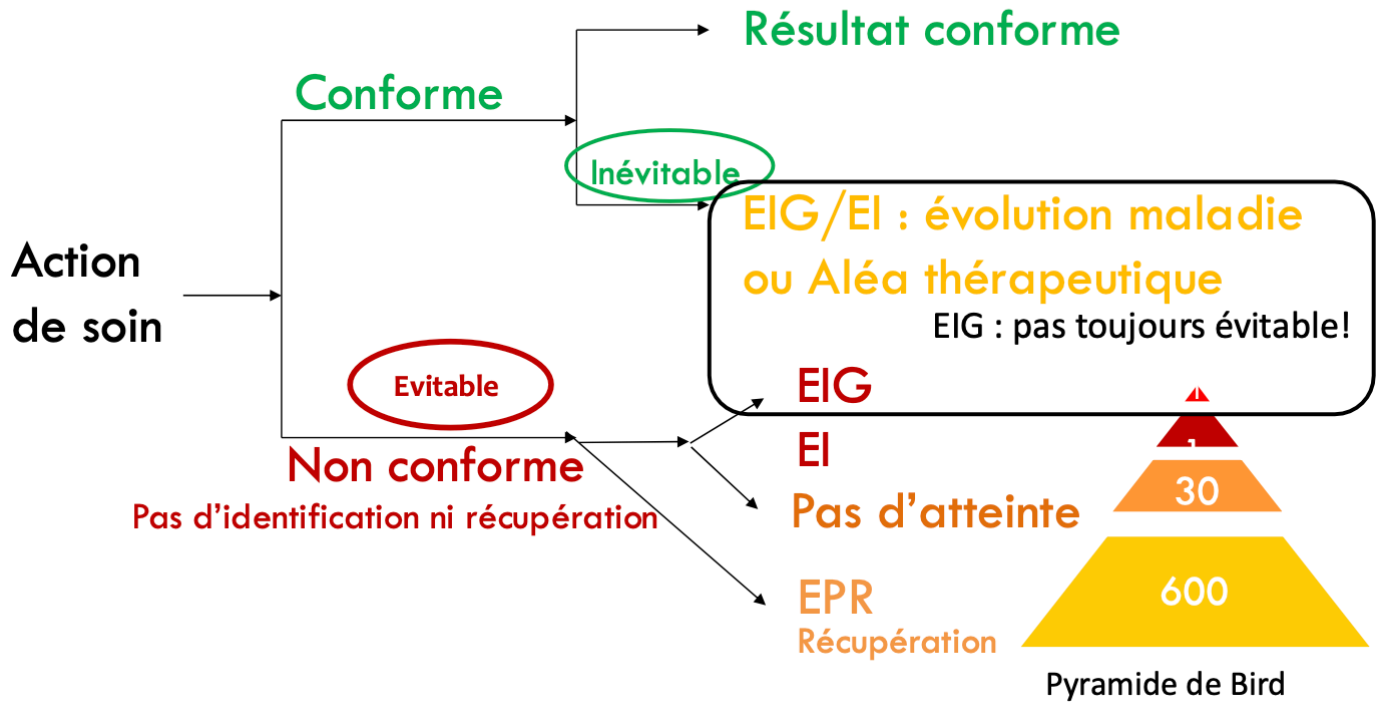 Résultat conforme
Conforme
Inévitable
EIG/EI : évolution maladie
ou Aléa thérapeutique
EIG : pas toujours évitable!
Action
de soin
Evitable
EIG
EI
Non conforme
Pas d'identification ni récupération
Pas d'atteinte
EPR
Récupération
30
600
Pyramide de Bird